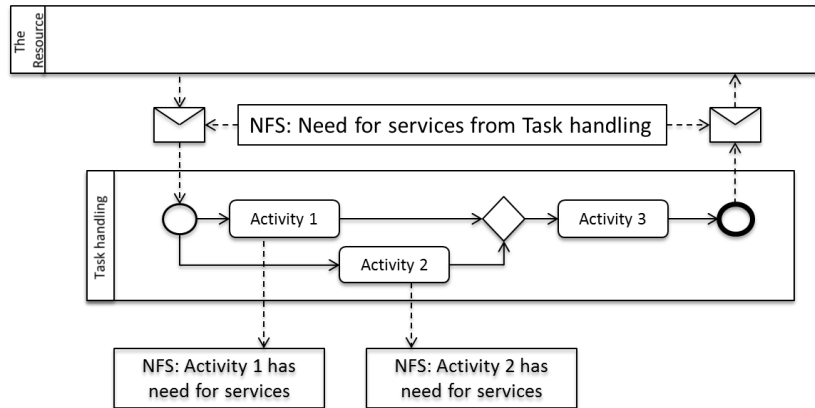 The
Resource
NFS: Need for services from Task handling
Task handling
Activity 1
Activity 3
Activity 2
NFS: Activity 1 has
need for services
NFS: Activity 2 has
need for services